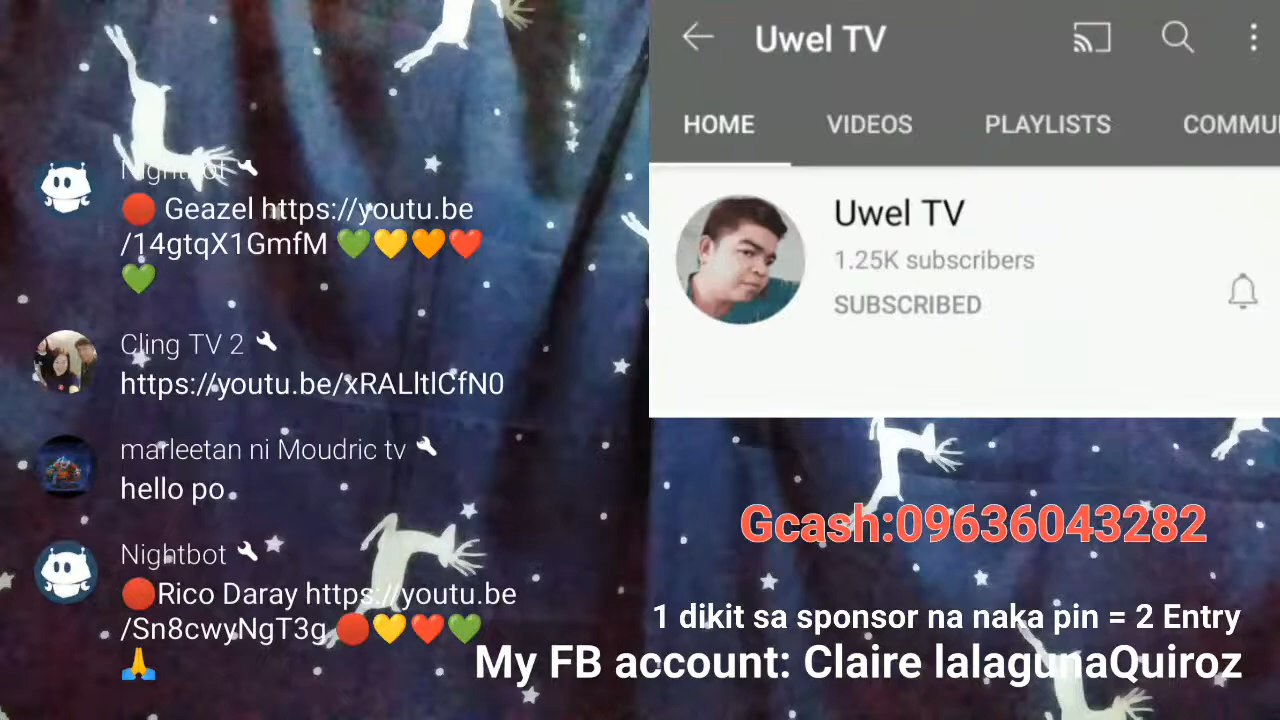 Nightbot
🔴 Geazel https://youtu.be
/14gtqX1GmfM 💚💛🧡❤️
💚
Cling TV 2
https://youtu.be/xRALltlCfN0
marleetan ni Moudric tv
hello po
Nightbot
🔴Rico Daray https://youtu.be
/Sn8cwyNgT3g 🔴💛❤️💚
🙏
Uwel TV
HOME VIDEOS PLAYLISTS COMMU
Uwel TV
1.25K subscribers
SUBSCRIBED
Gcash:09636043282
1 dikit sa sponsor na naka pin = 2 Entry
My FB account: Claire lalagunaQuiroz